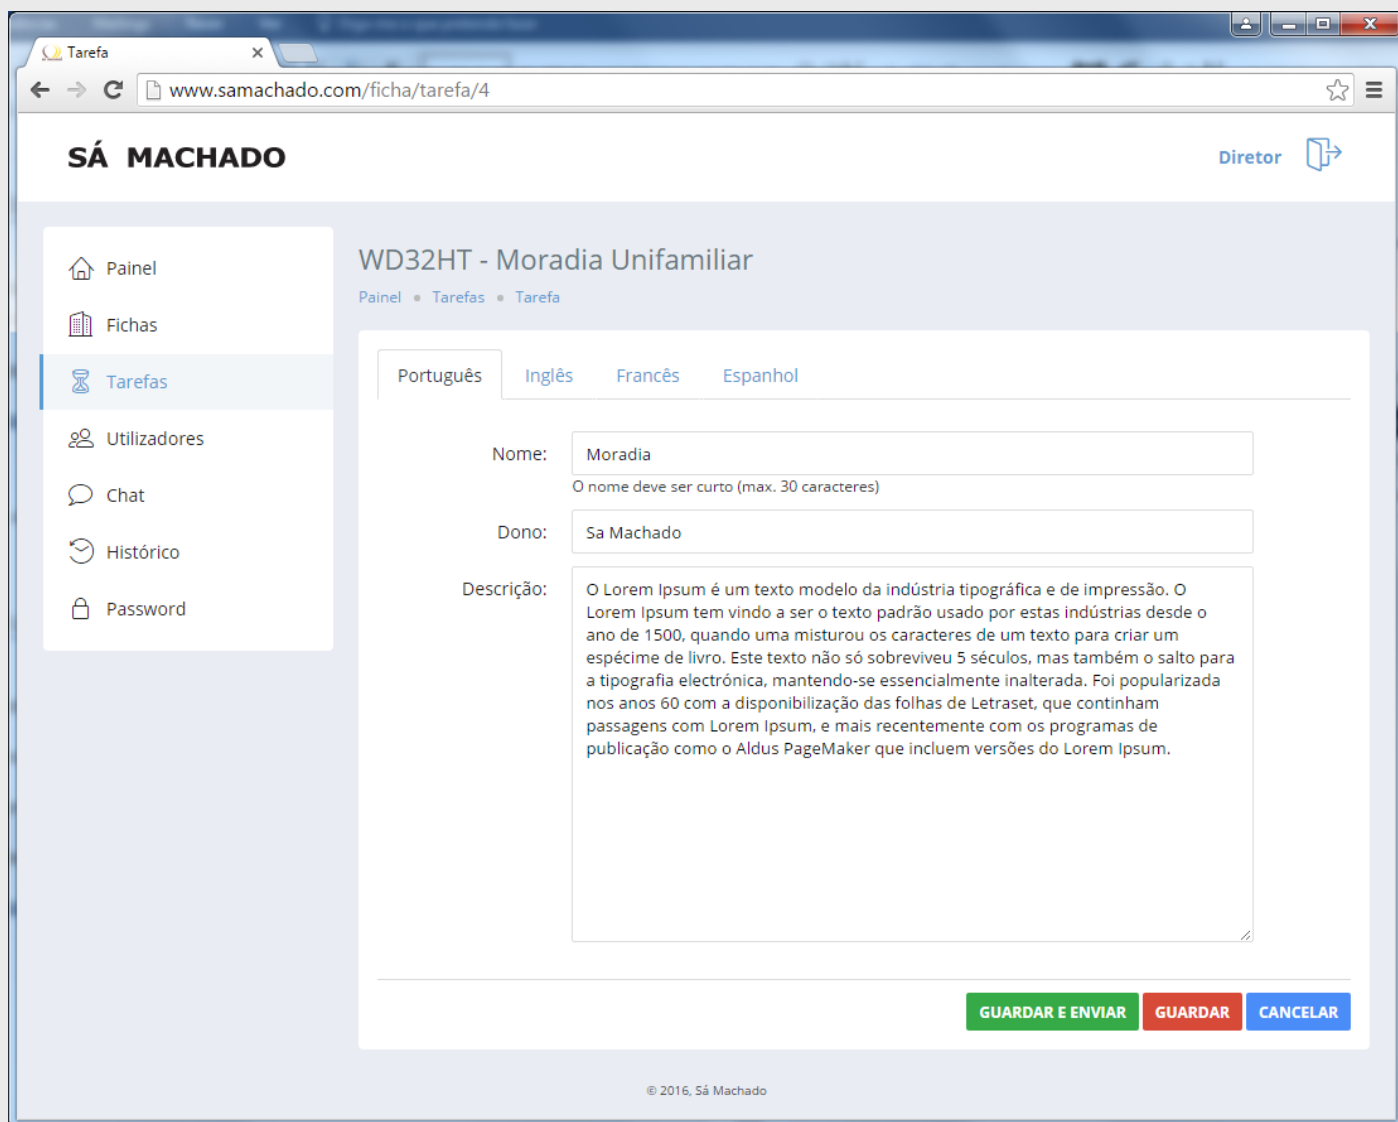 Tarefa
www.samachado.com/ficha/tarefa/4
SÁ MACHADO
Diretor
Painel
Fichas
Tarefas
Utilizadores
Chat
Histórico
Password
WD32HT - Moradia Unifamiliar
Painel • Tarefas • Tarefa
Português Inglês Francês Espanhol
Nome: Moradia
O nome deve ser curto (max. 30 caracteres)
Dono: Sa Machado
Descrição: O Lorem Ipsum é um texto modelo da indústria tipográfica e de impressão. O
Lorem Ipsum tem vindo a ser o texto padrão usado por estas indústrias desde o
ano de 1500, quando uma misturou os caracteres de um texto para criar um
espécime de livro. Este texto não só sobreviveu 5 séculos, mas também o salto para
a tipografia electrónica, mantendo-se essencialmente inalterada. Foi popularizada
nos anos 60 com a disponibilização das folhas de Letraset, que continham
passagens com Lorem Ipsum, e mais recentemente com os programas de
publicação como o Aldus PageMaker que incluem versões do Lorem Ipsum.
GUARDAR E ENVIAR GUARDAR CANCELAR
© 2016, Sá Machado